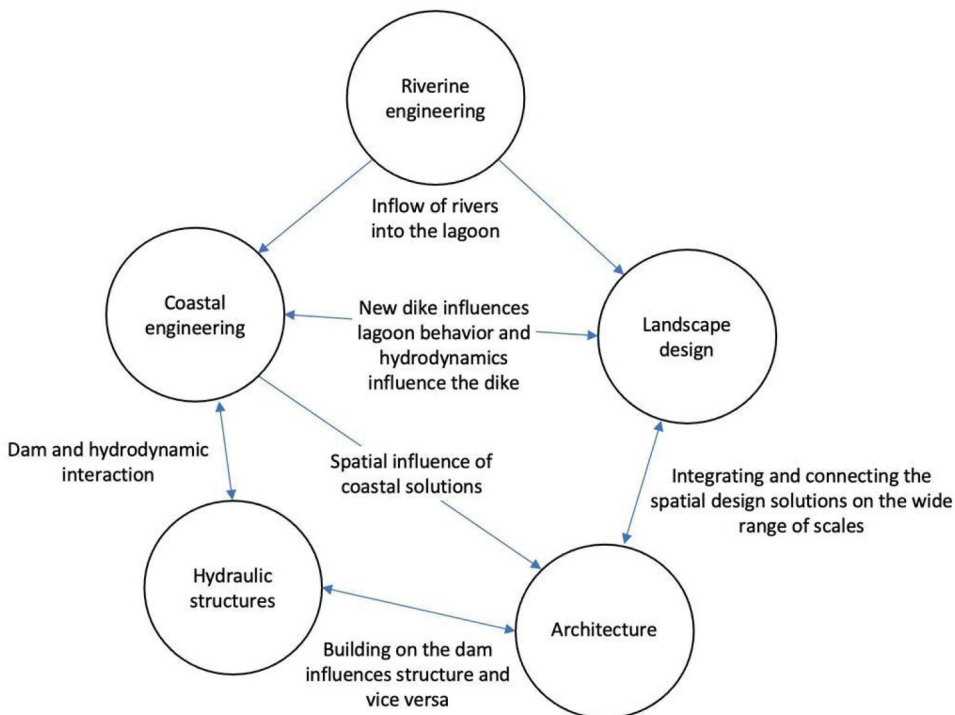 Riverine
engineering
Inflow of rivers
into the lagoon
Coastal
engineering
New dike influences
lagoon behavior and
hydrodynamics
influence the dike
Landscape
design
Dam and hydrodynamic
interaction
Spatial influence of
coastal solutions
Integrating and connecting the
spatial design solutions on the wide
range of scales
Hydraulic
structures
Architecture
Building on the dam
influences structure and
vice versa